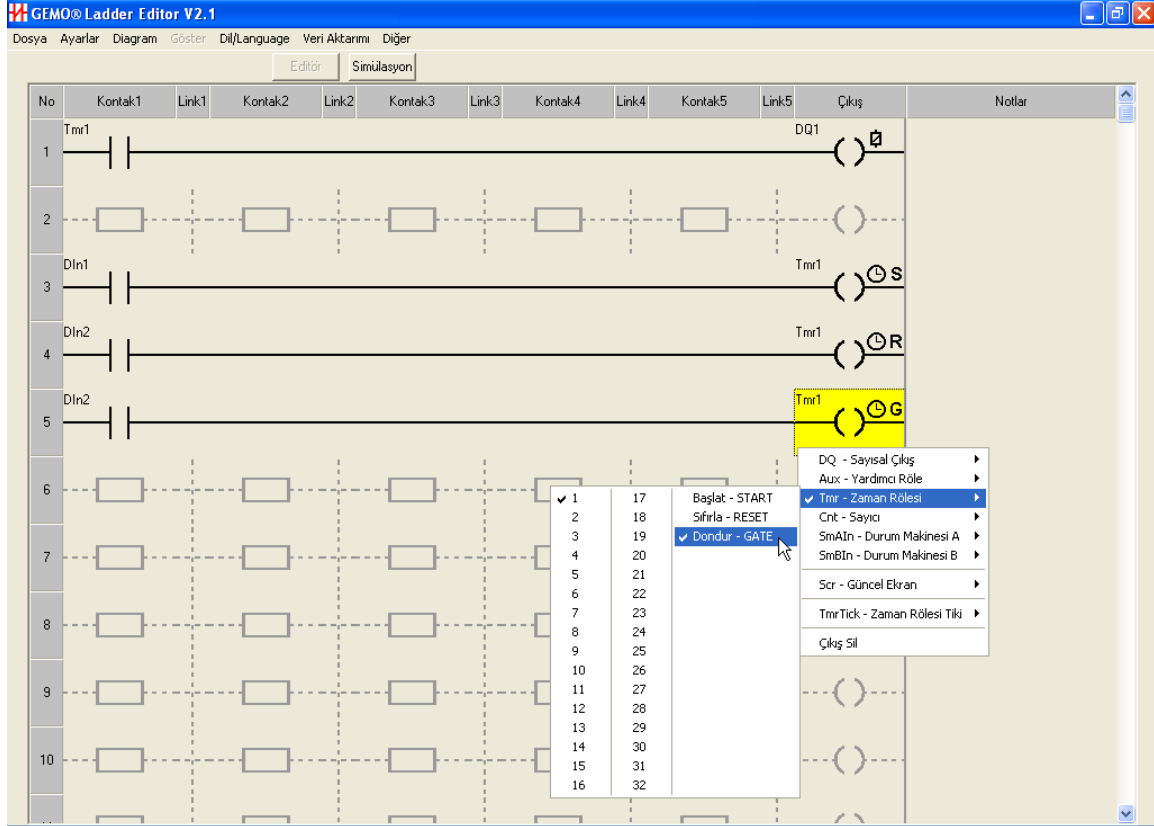 GEMO® Ladder Editor V2.1
Dosya Ayarlar Diagram Göster Dil/Language Veri Aktarımı Diğer
Editör Simülasyon
No Kontak1 Link1 Kontak2 Link2 Kontak3 Link3 Kontak4 Link4 Kontak5 Link5 Çıkış Notlar
Tmr1 DQ1
1
2
DIn1 Tmr1
3 S
DIn2 Tmr1
4 R
DIn2 Tmr1
5 G
6
7
8
9
10
DQ - Sayısal Çıkış
Aux - Yardımcı Röle
Tmr - Zaman Rölesi
Cnt - Sayıcı
SmAIn - Durum Makinesi A
SmBIn - Durum Makinesi B
Scr - Güncel Ekran
TmrTick - Zaman Rölesi Tiki
Çıkış Sil
1 17 Başlat - START
2 18 Sıfırla - RESET
3 19 Dondur - GATE
4 20
5 21
6 22
7 23
8 24
9 25
10 26
11 27
12 28
13 29
14 30
15 31
16 32